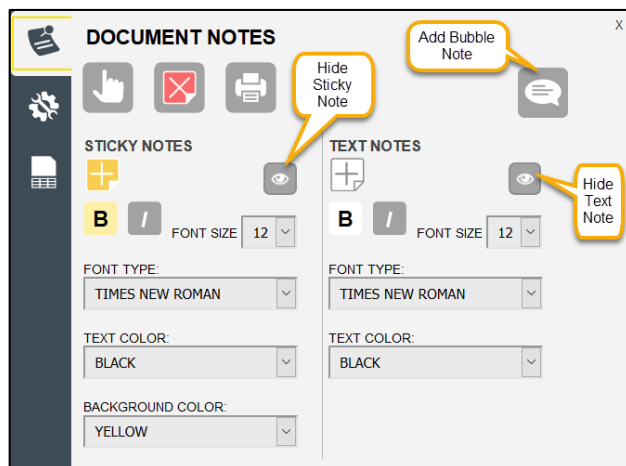 DOCUMENT NOTES
X
Hide
Sticky
Note
Add Bubble
Note
STICKY NOTES
B I FONT SIZE 12
FONT TYPE:
TIMES NEW ROMAN
TEXT COLOR:
BLACK
BACKGROUND COLOR:
YELLOW
TEXT NOTES
Hide
Text
Note
B I FONT SIZE 12
FONT TYPE:
TIMES NEW ROMAN
TEXT COLOR:
BLACK